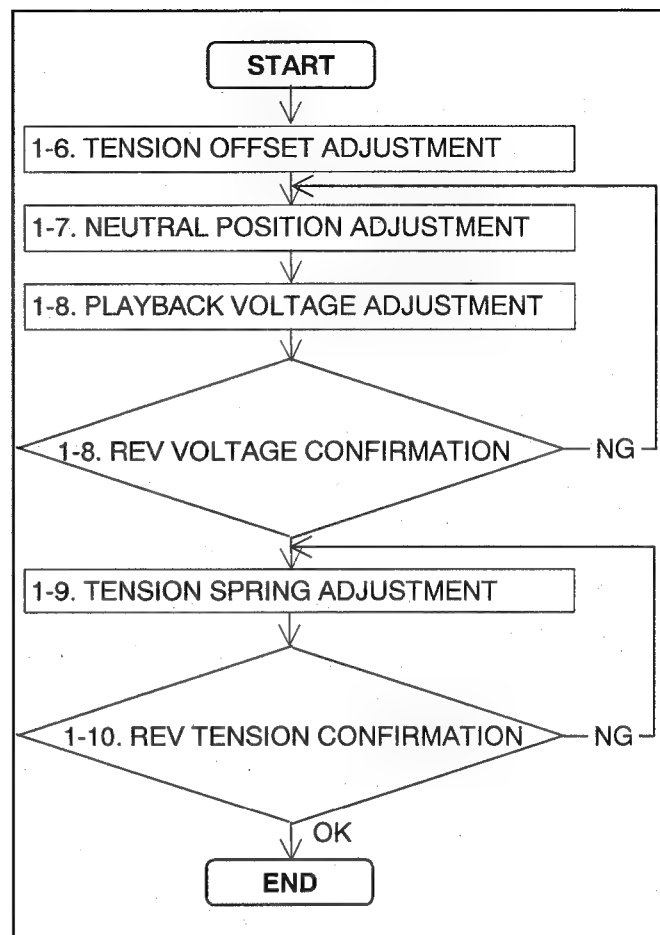 START
1-6. TENSION OFFSET ADJUSTMENT
1-7. NEUTRAL POSITION ADJUSTMENT
1-8. PLAYBACK VOLTAGE ADJUSTMENT
1-8. REV VOLTAGE CONFIRMATION
NG
1-9. TENSION SPRING ADJUSTMENT
1-10. REV TENSION CONFIRMATION
NG
OK
END